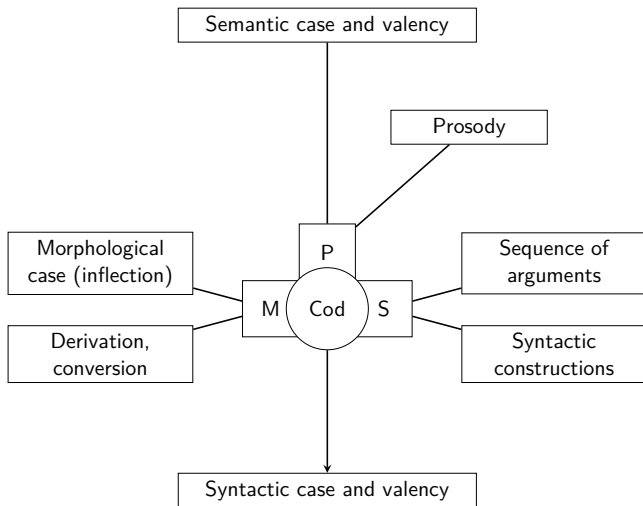 Semantic case and valency
Prosody
P
Morphological
case (inflection)
Sequence of
arguments
M
Cod
S
Derivation,
conversion
Syntactic
constructions
Syntactic case and valency